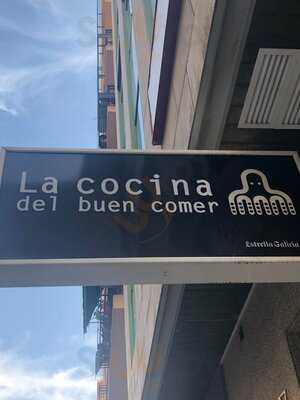 La cocina
del buen comer
Estrella Galicia